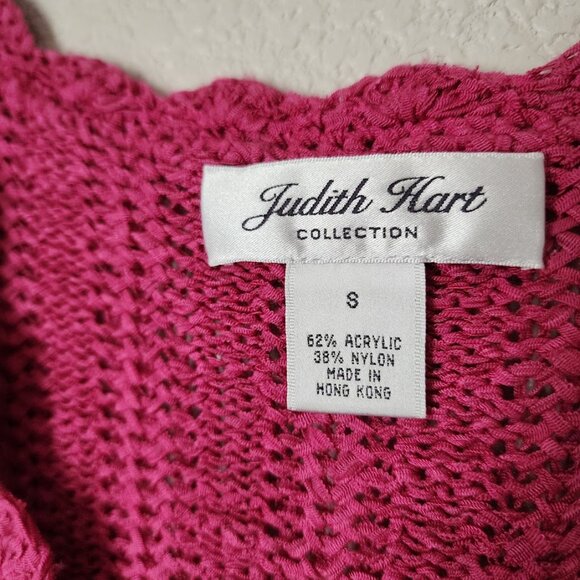 Judith Hart
COLLECTION
S
62% ACRYLIC
38% NYLON
MADE IN
HONG KONG